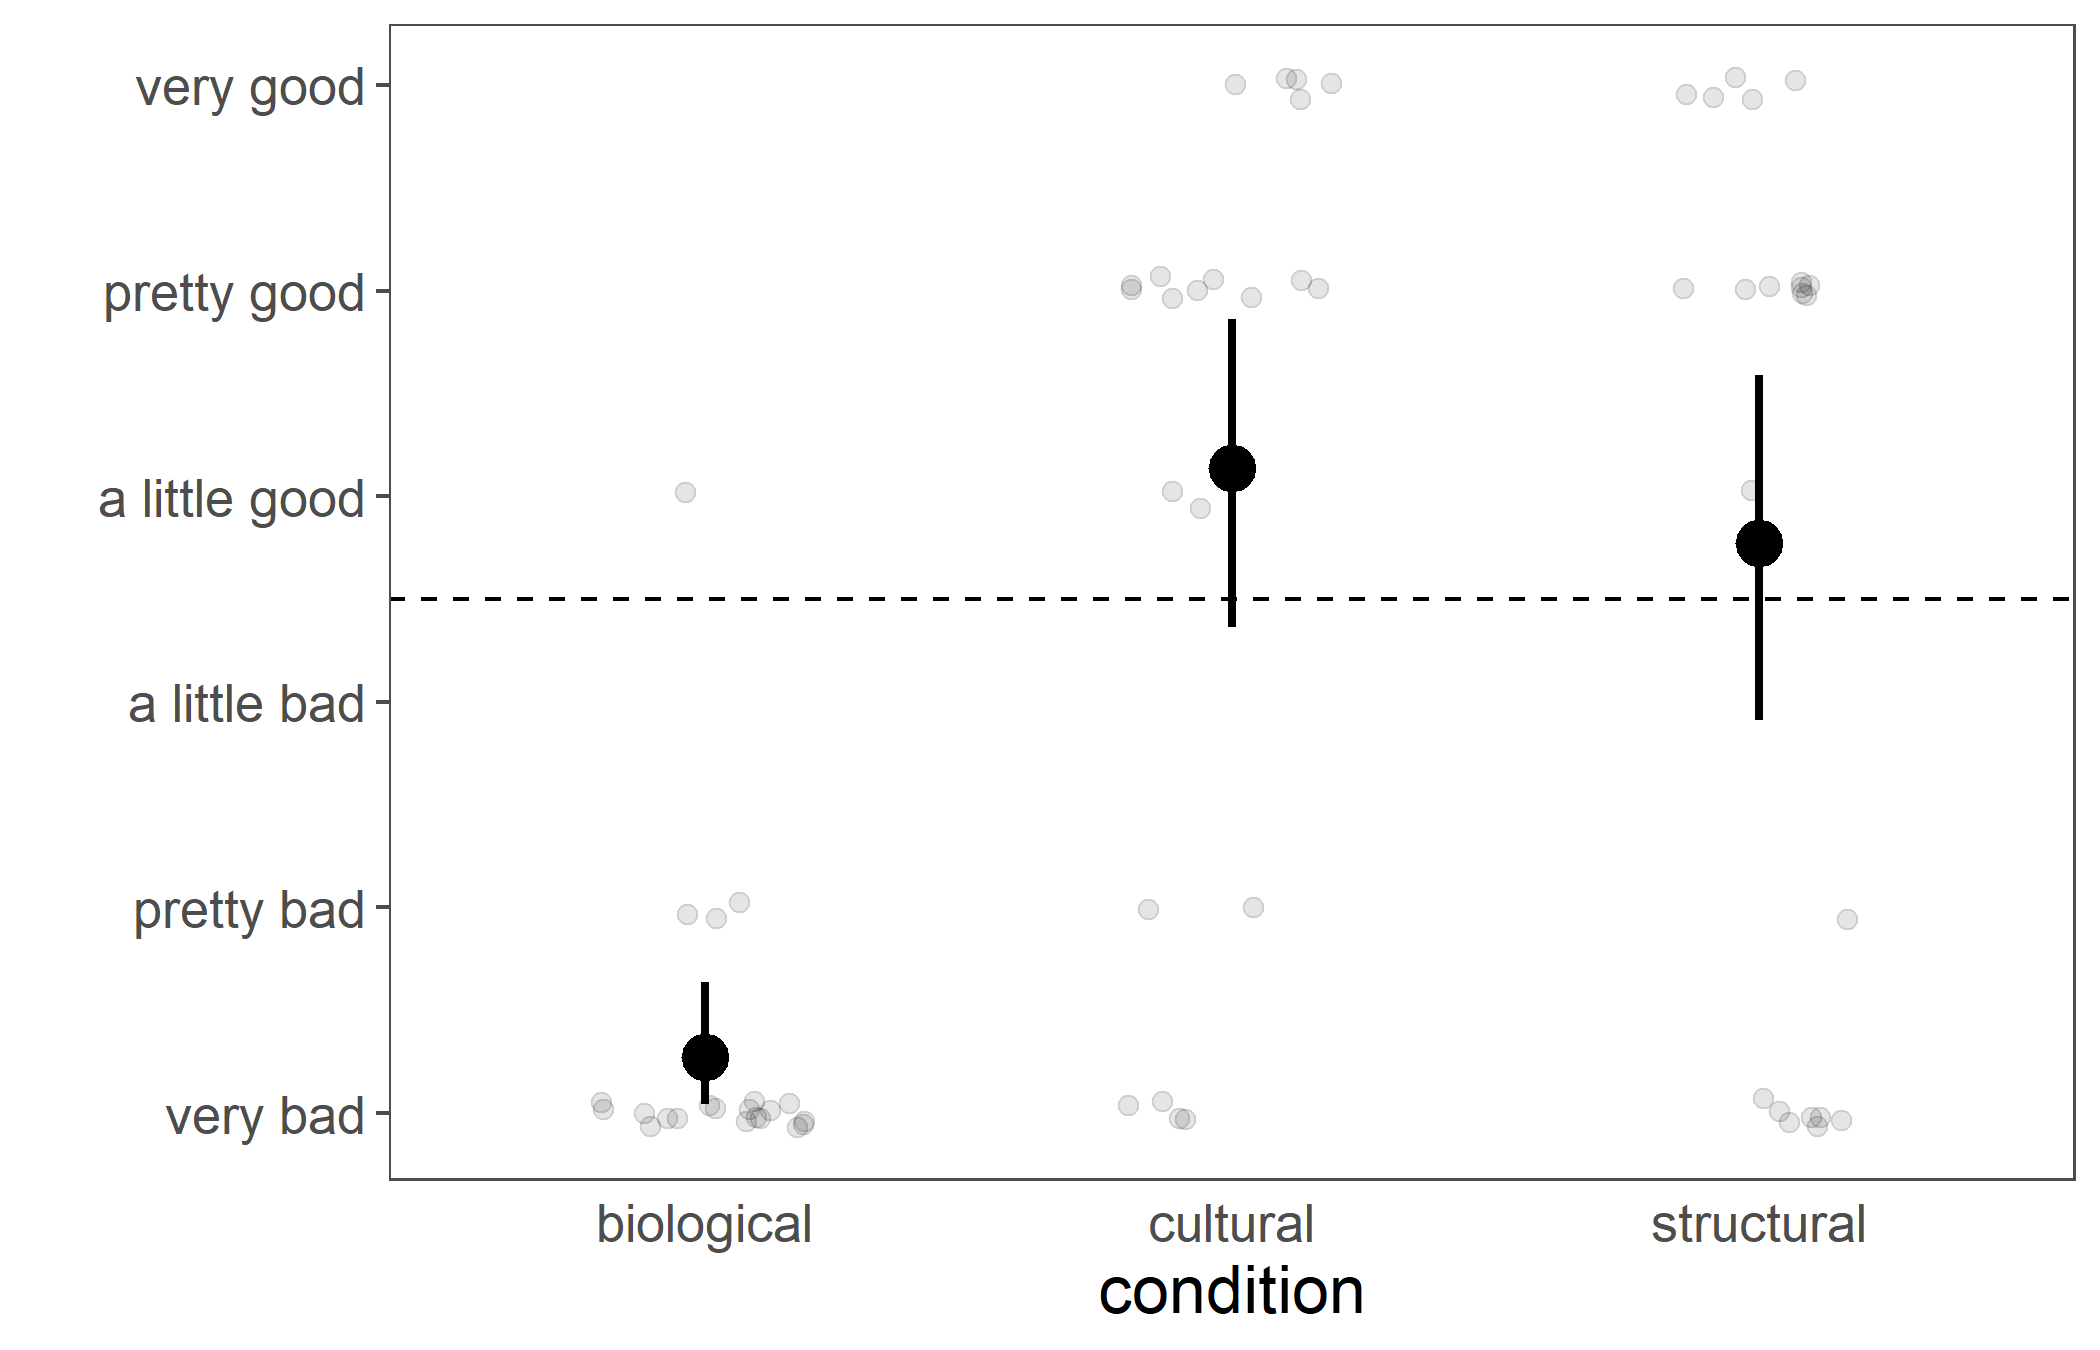 very good
pretty good
a little good
a little bad
pretty bad
very bad
biological cultural structural
condition